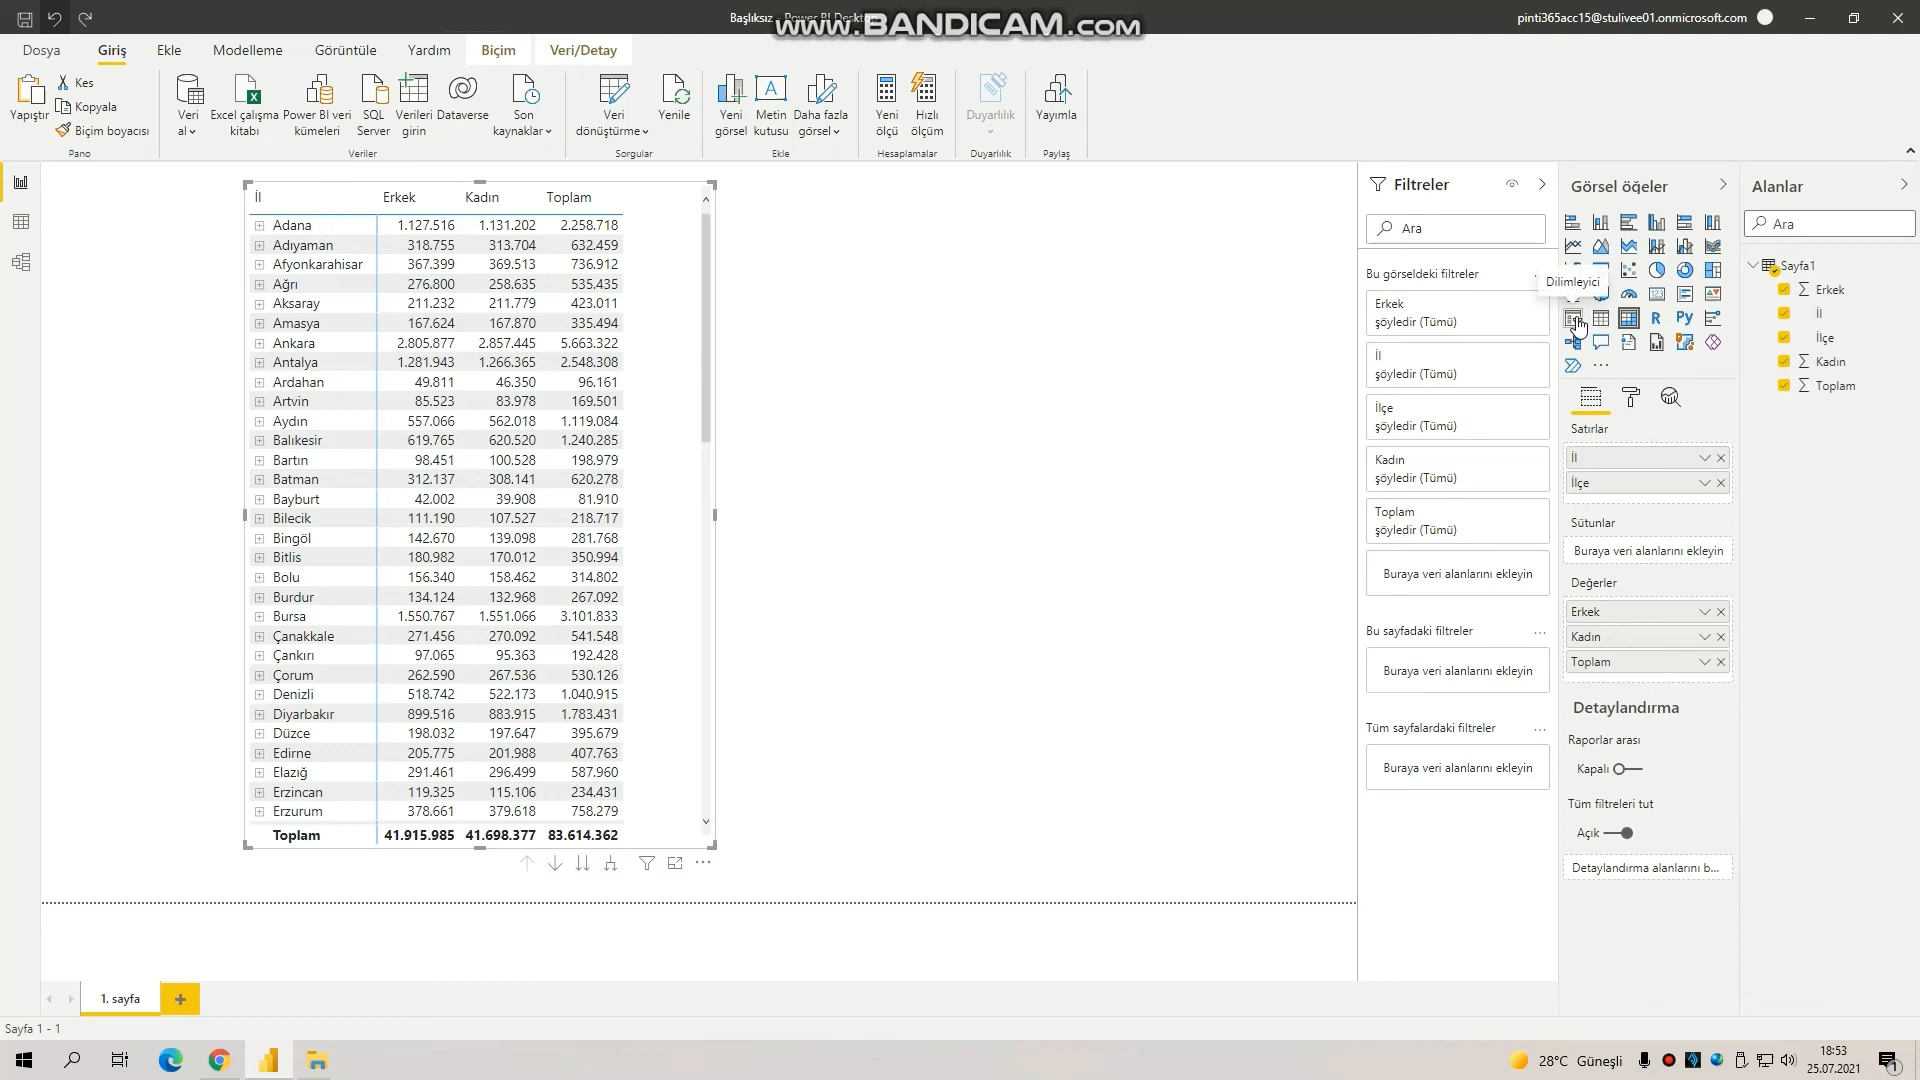 Başlıksız - Power BI Desktop
www.BANDICAM.com
pinti365acc15@stulivee01.onmicrosoft.com
Dosya
Giriş
Ekle
Modelleme
Görüntüle
Yardım
Biçim
Veri/Detay
Yapıştır
Kes
Kopyala
Biçim boyacısı
Pano
Veri al
Excel çalışma kitabı
Power BI veri kümeleri
SQL Server
Verileri girin
Dataverse
Son kaynaklar
Veriler
Veri dönüştürme
Yenile
Sorgular
Yeni görsel
Metin kutusu
Daha fazla görsel
Ekle
Yeni ölçü
Hızlı ölçüm
Hesaplamalar
Duyarlılık
Duyarlılık
Yayımla
Paylaş
İl Erkek Kadın Toplam
Adana 1.127.516 1.131.202 2.258.718
Adıyaman 318.755 313.704 632.459
Afyonkarahisar 367.399 369.513 736.912
Ağrı 276.800 258.635 535.435
Aksaray 211.232 211.779 423.011
Amasya 167.624 167.870 335.494
Ankara 2.805.877 2.857.445 5.663.322
Antalya 1.281.943 1.266.365 2.548.308
Ardahan 49.811 46.350 96.161
Artvin 85.523 83.978 169.501
Aydın 557.066 562.018 1.119.084
Balıkesir 619.765 620.520 1.240.285
Bartın 98.451 100.528 198.979
Batman 312.137 308.141 620.278
Bayburt 42.002 39.908 81.910
Bilecik 111.190 107.527 218.717
Bingöl 142.670 139.098 281.768
Bitlis 180.982 170.012 350.994
Bolu 156.340 158.462 314.802
Burdur 134.124 132.968 267.092
Bursa 1.550.767 1.551.066 3.101.833
Çanakkale 271.456 270.092 541.548
Çankırı 97.065 95.363 192.428
Çorum 262.590 267.536 530.126
Denizli 518.742 522.173 1.040.915
Diyarbakır 899.516 883.915 1.783.431
Düzce 198.032 197.647 395.679
Edirne 205.775 201.988 407.763
Elazığ 291.461 296.499 587.960
Erzincan 119.325 115.106 234.431
Erzurum 378.661 379.618 758.279
Toplam 41.915.985 41.698.377 83.614.362
Filtreler
Ara
Bu görseldeki filtreler
Erkek
şöyledir (Tümü)
İl
şöyledir (Tümü)
İlçe
şöyledir (Tümü)
Kadın
şöyledir (Tümü)
Toplam
şöyledir (Tümü)
Buraya veri alanlarını ekleyin
Bu sayfadaki filtreler
Buraya veri alanlarını ekleyin
Tüm sayfalardaki filtreler
Buraya veri alanlarını ekleyin
Görsel öğeler
Dilimleyici
123
R
Py
Satırlar
İl
İlçe
Sütunlar
Buraya veri alanlarını ekleyin
Değerler
Erkek
Kadın
Toplam
Detaylandırma
Raporlar arası
Kapalı
Tüm filtreleri tut
Açık
Detaylandırma alanlarını b...
Alanlar
Ara
Sayfa1
Erkek
İl
İlçe
Kadın
Toplam
1. sayfa
Sayfa 1 - 1
28°C Güneşli
18:53
25.07.2021
1